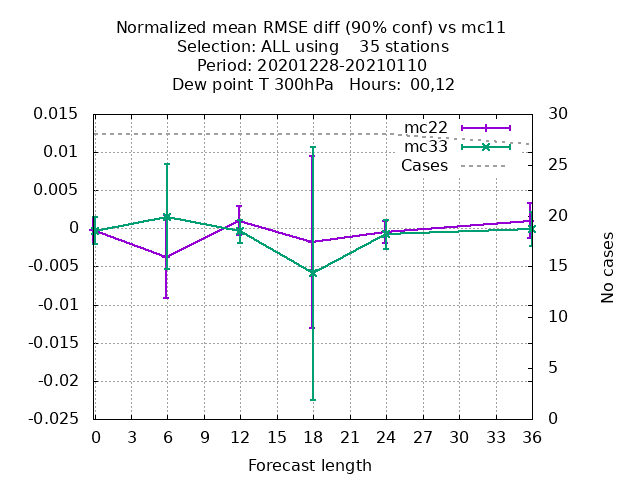 Normalized mean RMSE diff (90% conf) vs mc11
Selection: ALL using    35 stations
Period: 20201228-20210110
Dew point T 300hPa   Hours:  00,12
0.015
0.01
0.005
0
-0.005
-0.01
-0.015
-0.02
-0.025
mc22
mc33
Cases
30
25
20
15
10
5
0
No cases
0 3 6 9 12 15 18 21 24 27 30 33 36
Forecast length